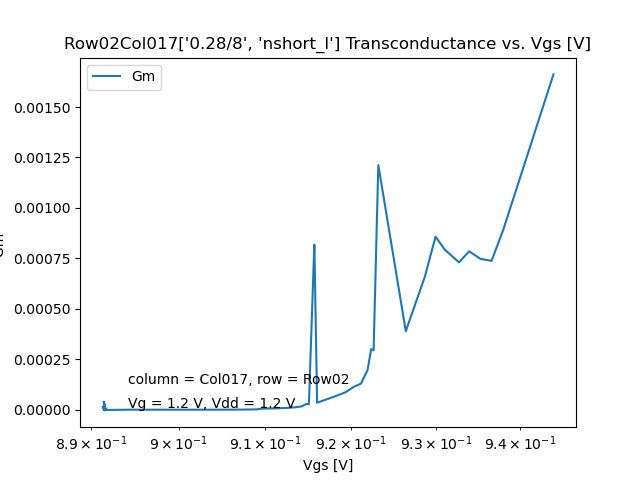 Row02Col017['0.28/8', 'nshort_l'] Transconductance vs. Vgs [V]
Gm
0.00150
0.00125
0.00100
0.00075
0.00050
0.00025
0.00000
Gm
column = Col017, row = Row02
Vg = 1.2 V, Vdd = 1.2 V
8.9 × 10⁻¹ 9 × 10⁻¹ 9.1 × 10⁻¹ 9.2 × 10⁻¹ 9.3 × 10⁻¹ 9.4 × 10⁻¹
Vgs [V]